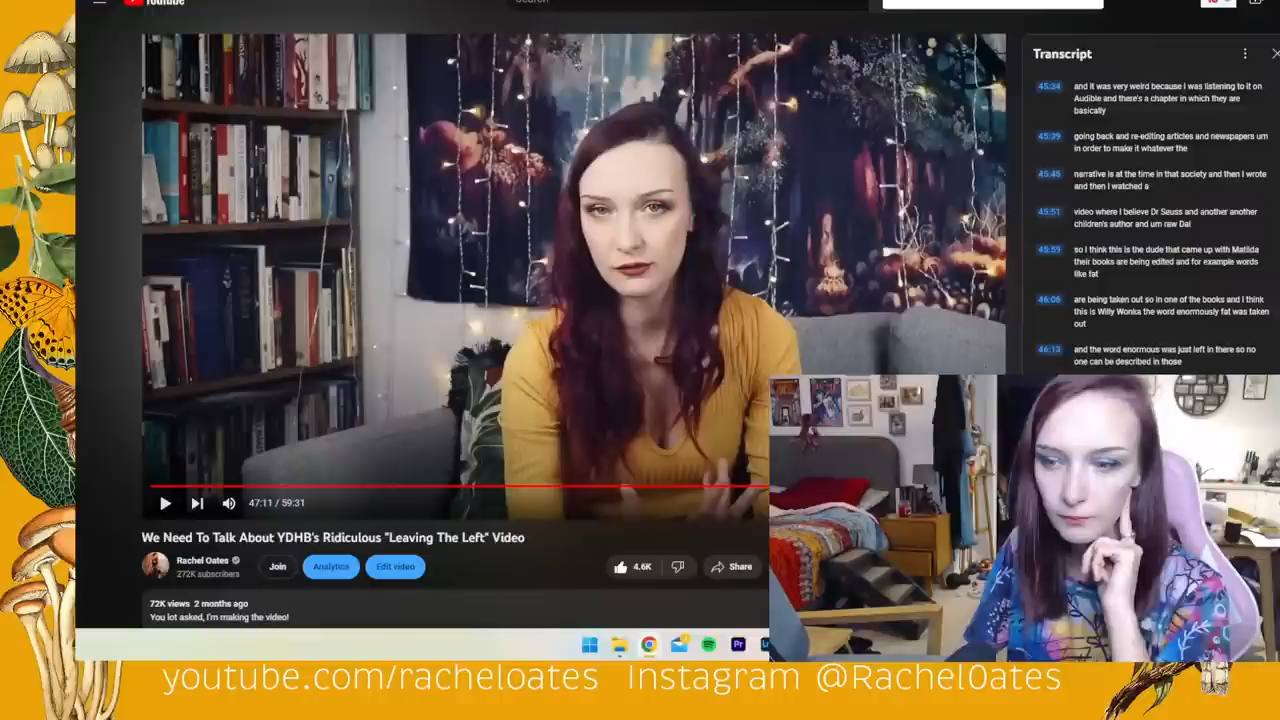 YouTube
Search
Transcript
45:34 and it was very weird because I was listening to it on
Audible and there's a chapter in which they are
basically
45:39 going back and re-editing articles and newspapers um
in order to make it whatever the
45:45 narrative is at the time in that society and then I wrote
and then I watched a
45:51 video where I believe Dr Seuss and another another
children's author and um raw Dal
45:59 so I think this is the dude that came up with Matilda
their books are being edited and for example words
like fat
46:06 are being taken out so in one of the books and I think
this is Willy Wonka the word enormously fat was taken
out
46:13 and the word enormous was just left in there so no
one can be described in those
47:11 / 59:31
We Need To Talk About YDHB's Ridiculous "Leaving The Left" Video
Rachel Oates
272K subscribers
Join
Analytics
Edit video
4.6K
Share
72K views 2 months ago
You lot asked, I'm making the video!
Pr
youtube.com/racheloates Instagram @RachelOates